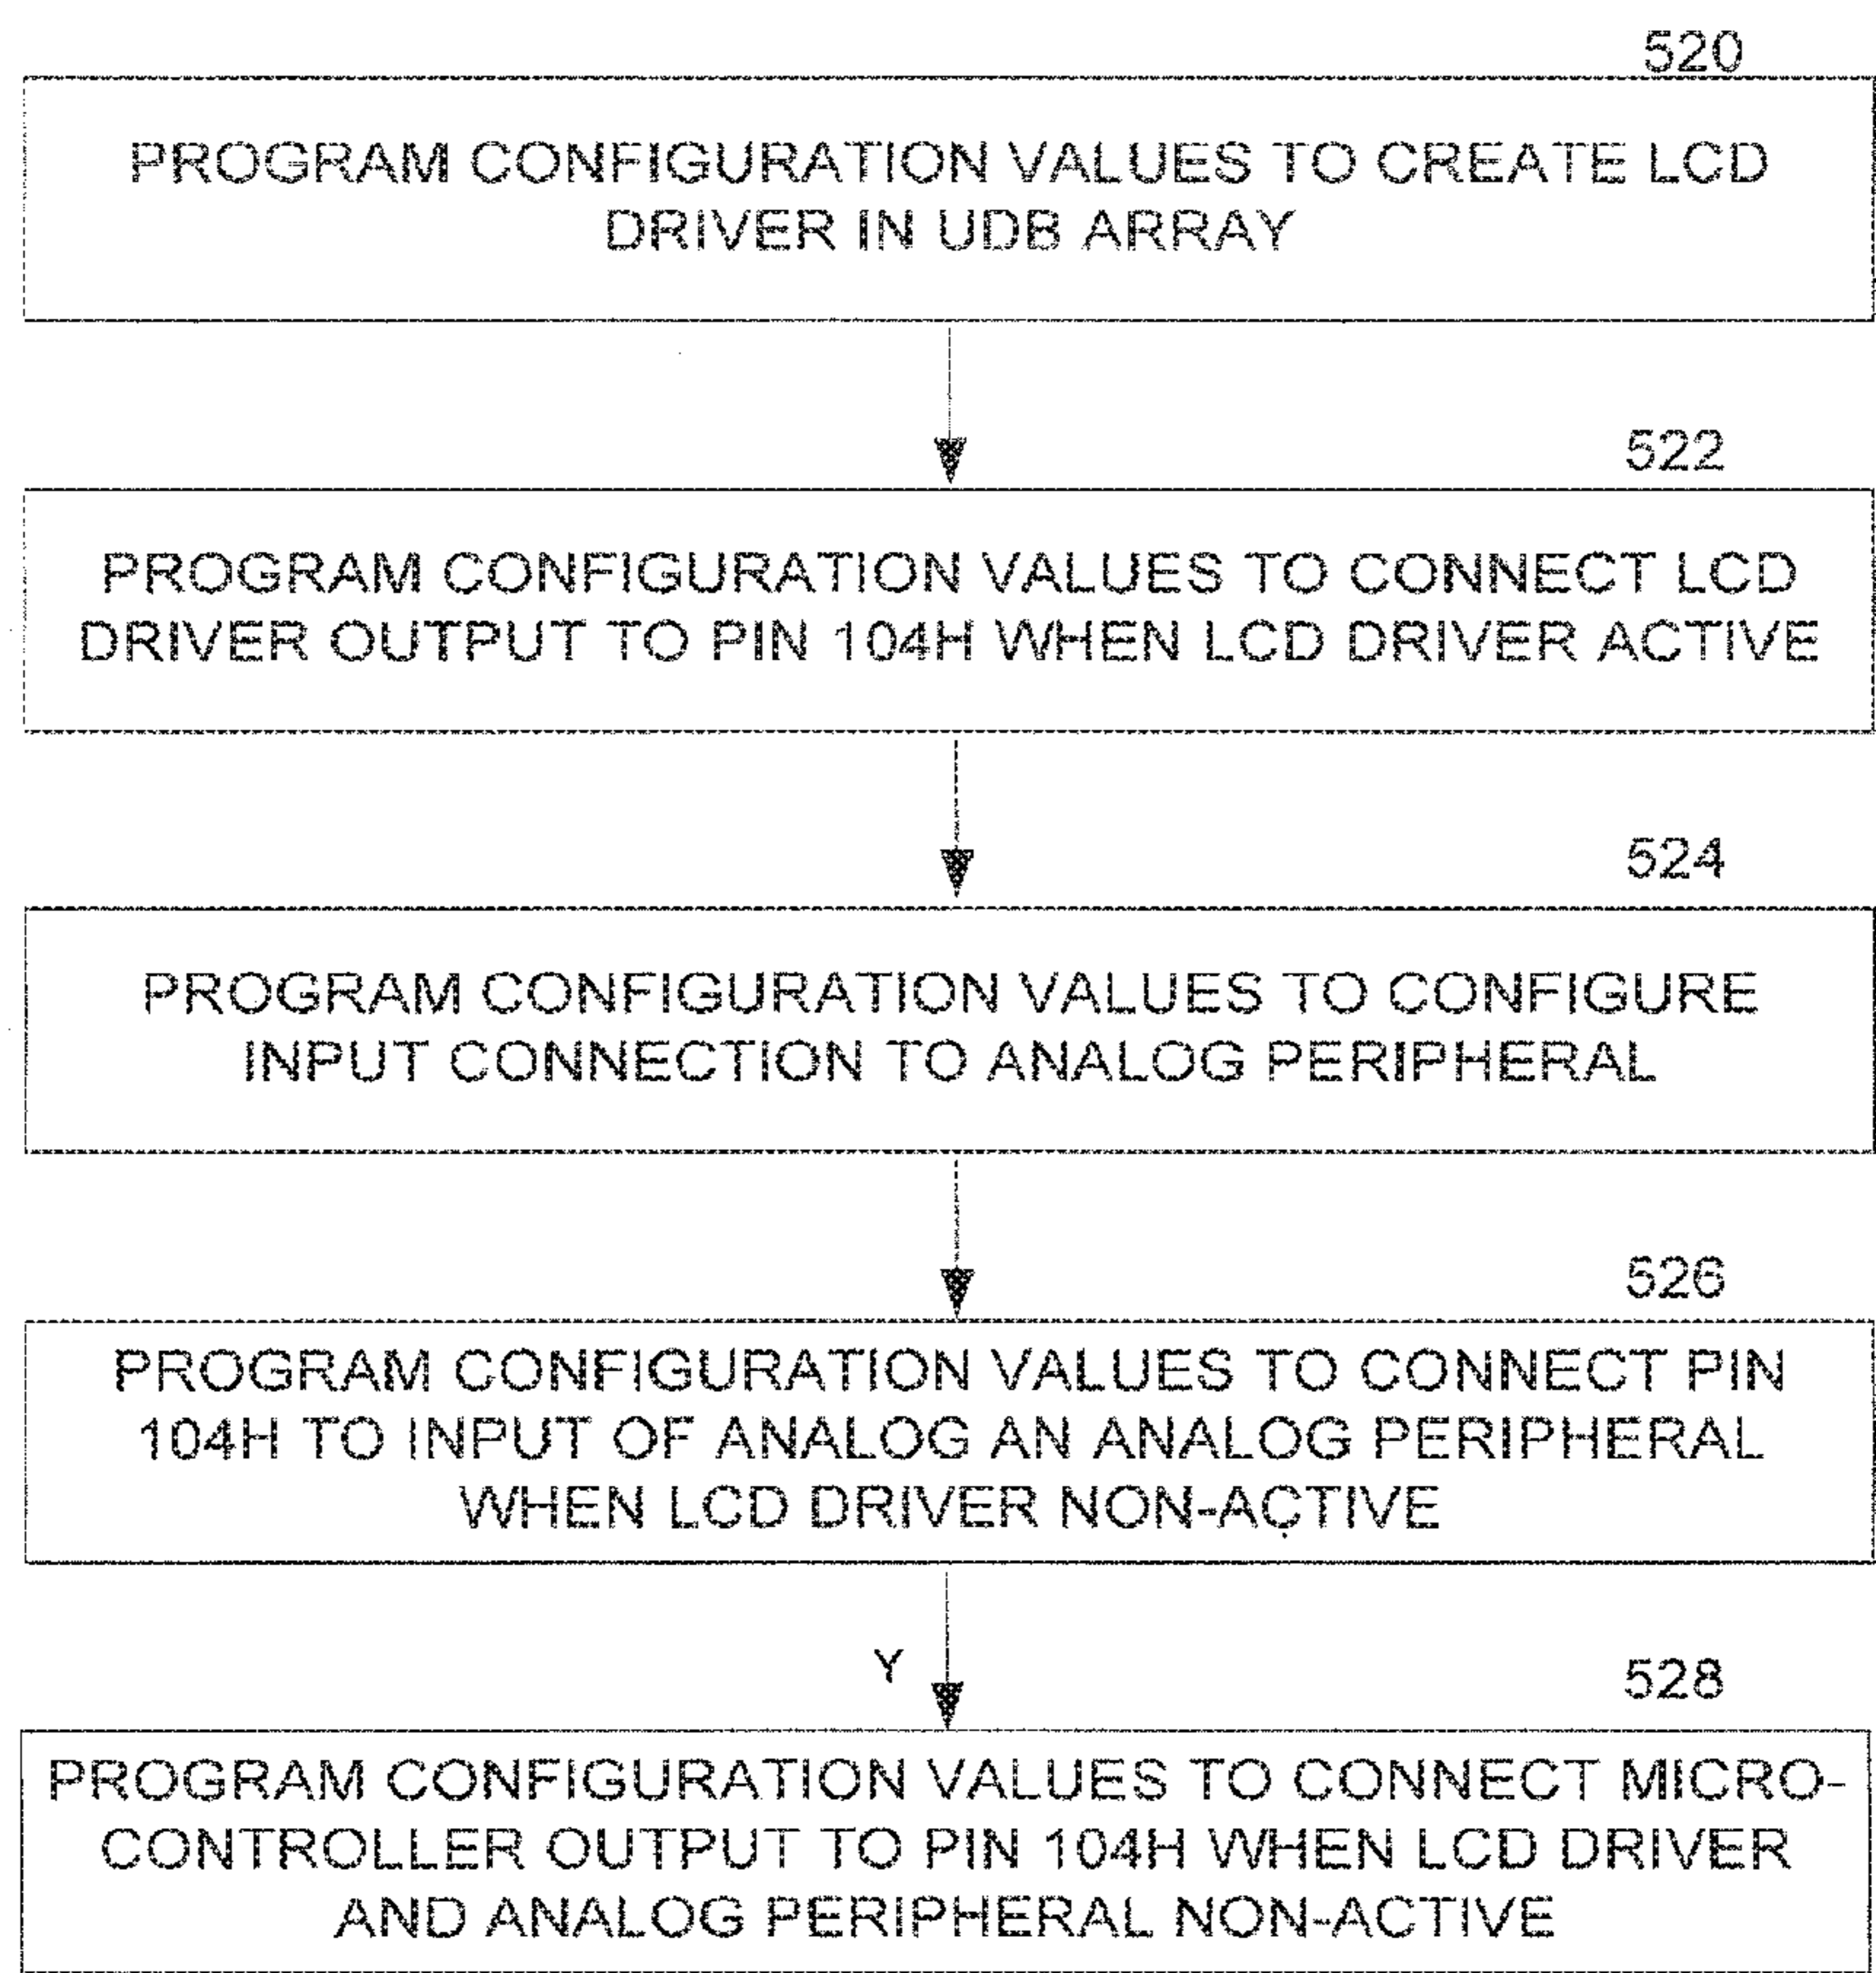 520
PROGRAM CONFIGURATION VALUES TO CREATE LCD
DRIVER IN UDB ARRAY
522
PROGRAM CONFIGURATION VALUES TO CONNECT LCD
DRIVER OUTPUT TO PIN 104H WHEN LCD DRIVER ACTIVE
524
PROGRAM CONFIGURATION VALUES TO CONFIGURE
INPUT CONNECTION TO ANALOG PERIPHERAL
526
PROGRAM CONFIGURATION VALUES TO CONNECT PIN
104H TO INPUT OF ANALOG AN ANALOG PERIPHERAL
WHEN LCD DRIVER NON-ACTIVE
Y
528
PROGRAM CONFIGURATION VALUES TO CONNECT MICRO-
CONTROLLER OUTPUT TO PIN 104H WHEN LCD DRIVER
AND ANALOG PERIPHERAL NON-ACTIVE